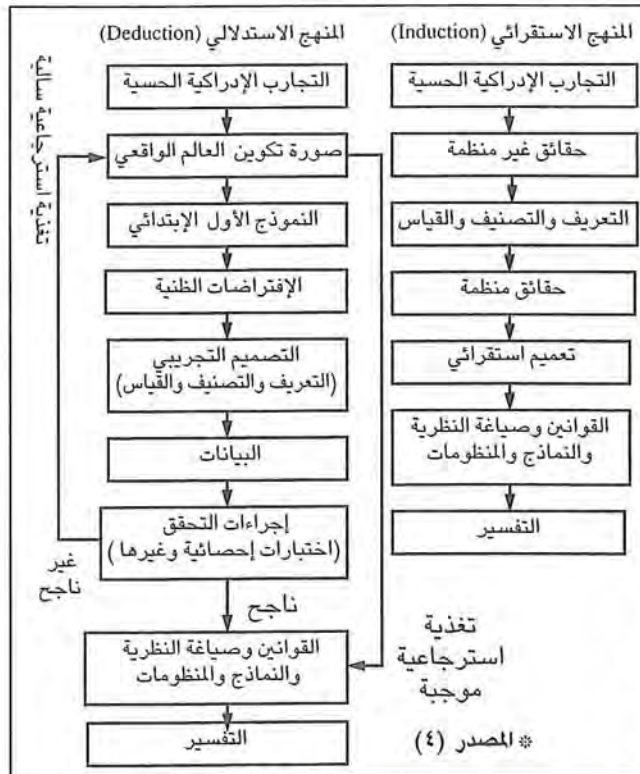 المنهج الاستقرائي (Induction)
التجارب الإدراكية الحسية
حقائق غير منظمة
التعريف والتصنيف والقياس
حقائق منظمة
تعميم استقرائي
القوانين وصياغة النظرية
والنماذج والمنظومات
التفسير
المنهج الاستدلالي (Deduction)
التجارب الإدراكية الحسية
صورة تكوين العالم الواقعي
النموذج الأول الإبتدائي
الإفتراضات الظنية
التصميم التجريبي
(التعريف والتصنيف والقياس)
البيانات
إجراءات التحقق
(اختبارات إحصائية وغيرها)
ناجح
القوانين وصياغة النظرية
والنماذج والمنظومات
التفسير
غير
ناجح
تغذية استرجاعية سالبة
تغذية
استرجاعية
موجبة
* المصدر (٤)